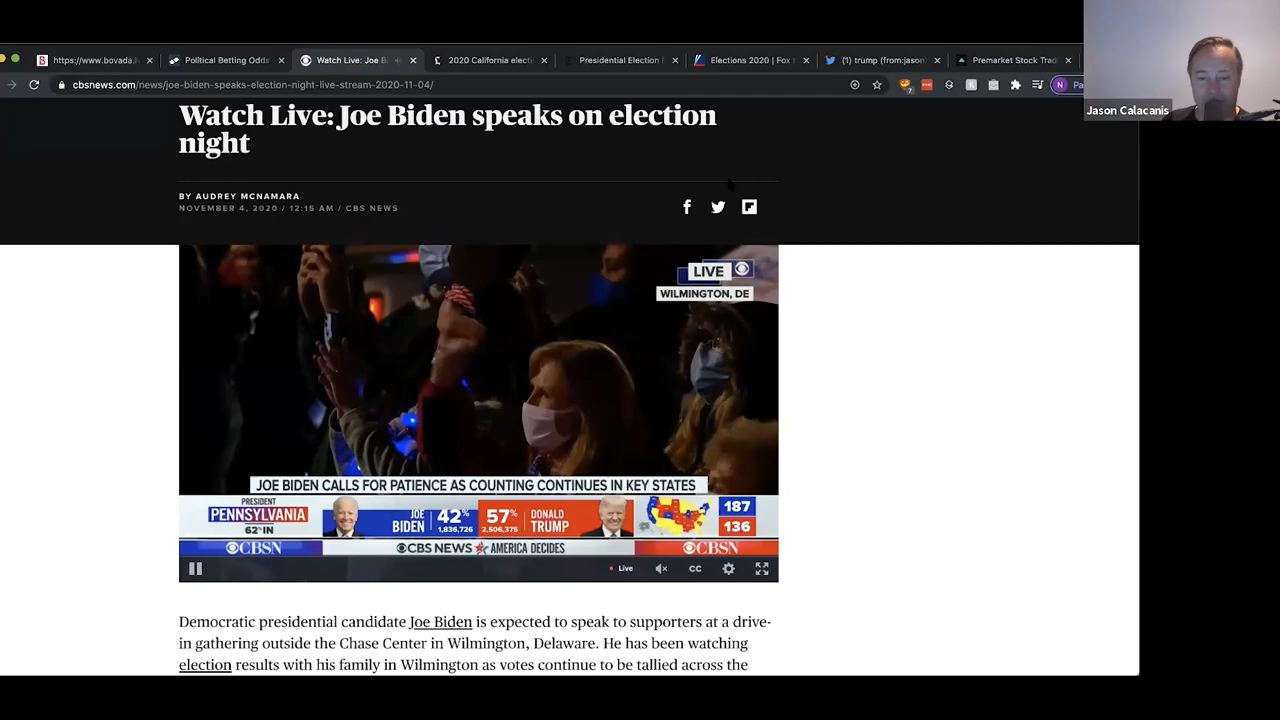 https://www.bovada.l
Political Betting Odds
Watch Live: Joe B
2020 California electi
Presidential Election
Elections 2020 | Fox
(1) trump (from:jason
Premarket Stock Trad
cbsnews.com/news/joe-biden-speaks-election-night-live-stream-2020-11-04/
N
Pa
Jason Calacanis
Watch Live: Joe Biden speaks on election
night
BY AUDREY MCNAMARA
NOVEMBER 4, 2020 / 12:15 AM / CBS NEWS
LIVE
WILMINGTON, DE
JOE BIDEN CALLS FOR PATIENCE AS COUNTING CONTINUES IN KEY STATES
PRESIDENT
PENNSYLVANIA
62% IN
JOE
BIDEN
42%
1,836,726
57%
2,506,375
DONALD
TRUMP
187
136
CBSN
CBS NEWS AMERICA DECIDES
CBSN
Live
CC
Democratic presidential candidate Joe Biden is expected to speak to supporters at a drive-
in gathering outside the Chase Center in Wilmington, Delaware. He has been watching
election results with his family in Wilmington as votes continue to be tallied across the